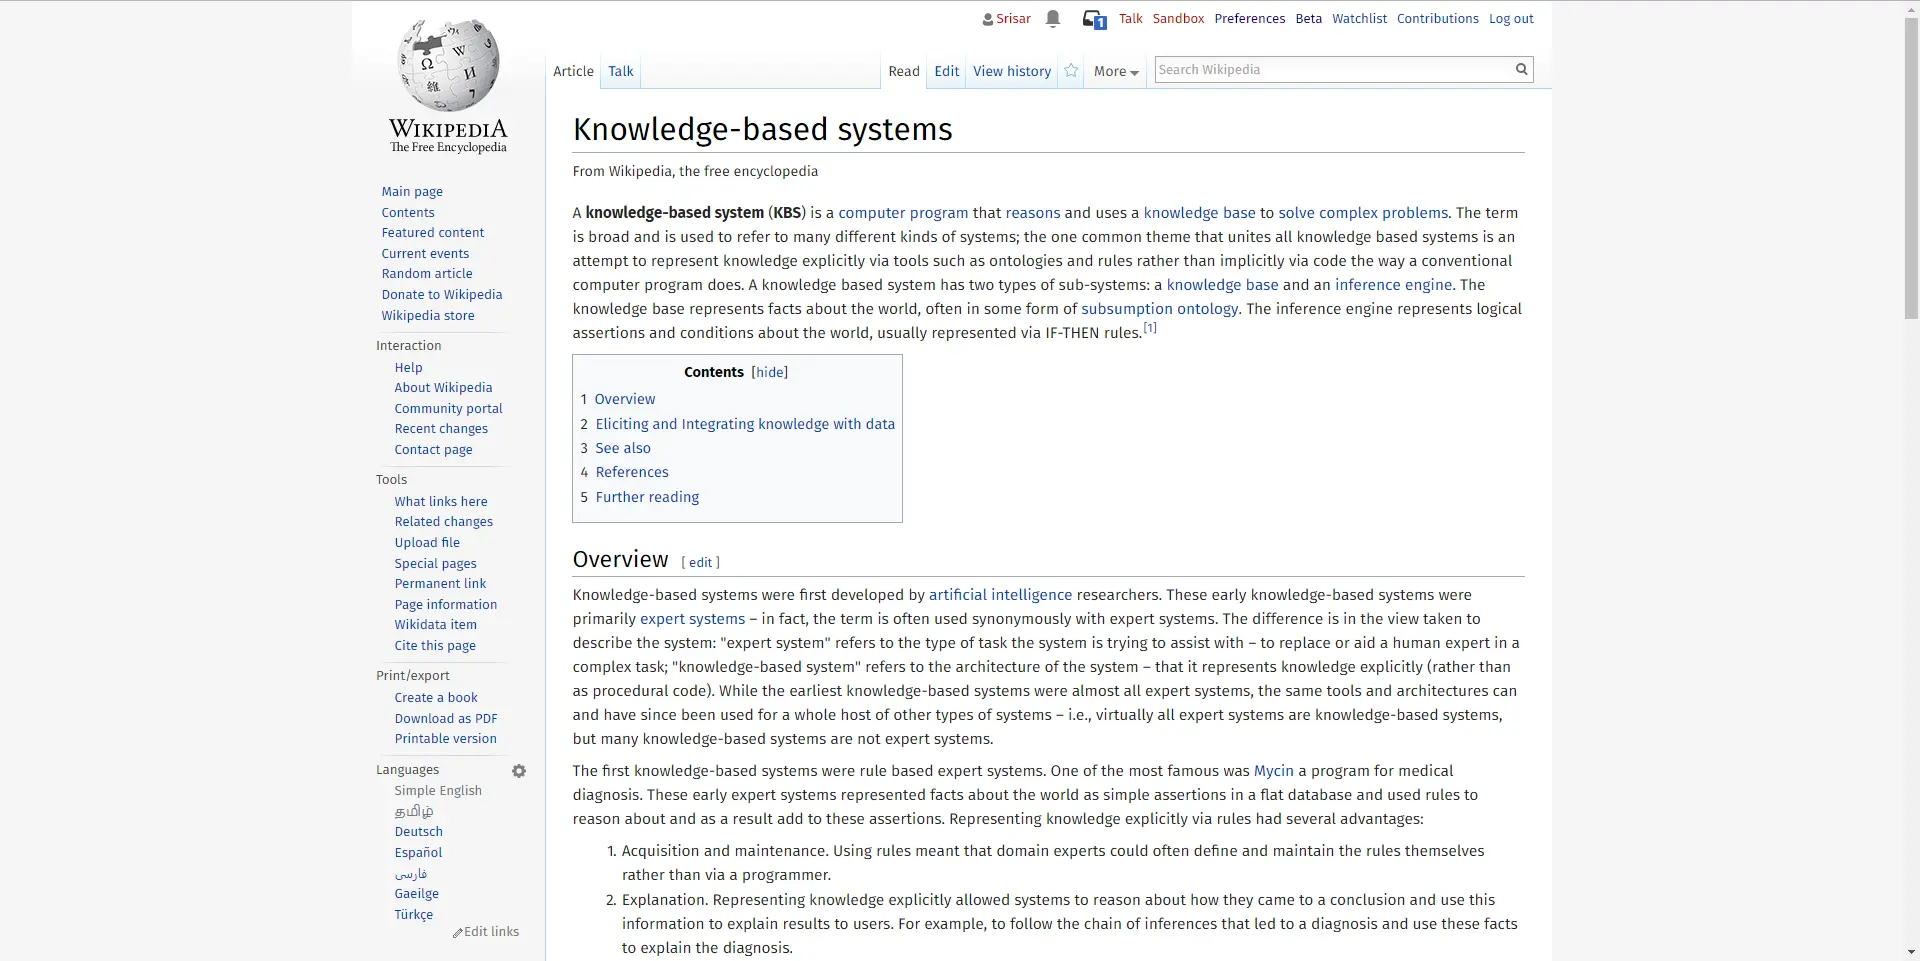 Srisar 1 Talk Sandbox Preferences Beta Watchlist Contributions Log out
Article Talk Read Edit View history More Search Wikipedia
WIKIPEDIA
The Free Encyclopedia
Main page
Contents
Featured content
Current events
Random article
Donate to Wikipedia
Wikipedia store
Interaction
Help
About Wikipedia
Community portal
Recent changes
Contact page
Tools
What links here
Related changes
Upload file
Special pages
Permanent link
Page information
Wikidata item
Cite this page
Print/export
Create a book
Download as PDF
Printable version
Languages
Simple English
தமிழ்
Deutsch
Español
فارسی
Gaeilge
Türkçe
Edit links
Knowledge-based systems
From Wikipedia, the free encyclopedia
A knowledge-based system (KBS) is a computer program that reasons and uses a knowledge base to solve complex problems. The term
is broad and is used to refer to many different kinds of systems; the one common theme that unites all knowledge based systems is an
attempt to represent knowledge explicitly via tools such as ontologies and rules rather than implicitly via code the way a conventional
computer program does. A knowledge based system has two types of sub-systems: a knowledge base and an inference engine. The
knowledge base represents facts about the world, often in some form of subsumption ontology. The inference engine represents logical
assertions and conditions about the world, usually represented via IF-THEN rules.[1]
Contents [hide]
1 Overview
2 Eliciting and Integrating knowledge with data
3 See also
4 References
5 Further reading
Overview [ edit ]
Knowledge-based systems were first developed by artificial intelligence researchers. These early knowledge-based systems were
primarily expert systems – in fact, the term is often used synonymously with expert systems. The difference is in the view taken to
describe the system: "expert system" refers to the type of task the system is trying to assist with – to replace or aid a human expert in a
complex task; "knowledge-based system" refers to the architecture of the system – that it represents knowledge explicitly (rather than
as procedural code). While the earliest knowledge-based systems were almost all expert systems, the same tools and architectures can
and have since been used for a whole host of other types of systems – i.e., virtually all expert systems are knowledge-based systems,
but many knowledge-based systems are not expert systems.
The first knowledge-based systems were rule based expert systems. One of the most famous was Mycin a program for medical
diagnosis. These early expert systems represented facts about the world as simple assertions in a flat database and used rules to
reason about and as a result add to these assertions. Representing knowledge explicitly via rules had several advantages:
1. Acquisition and maintenance. Using rules meant that domain experts could often define and maintain the rules themselves
rather than via a programmer.
2. Explanation. Representing knowledge explicitly allowed systems to reason about how they came to a conclusion and use this
information to explain results to users. For example, to follow the chain of inferences that led to a diagnosis and use these facts
to explain the diagnosis.